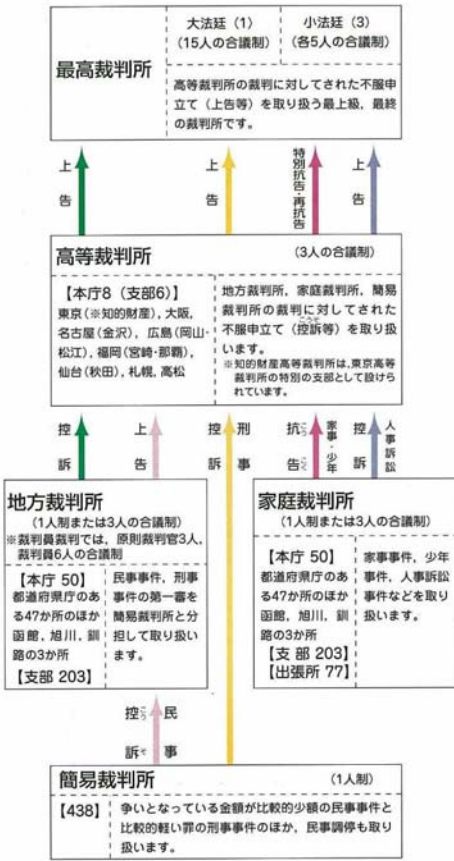 最高裁判所
大法廷(1)
(15人の合議制)
小法廷(3)
(各5人の合議制)
高等裁判所の裁判に対してされた不服申
立て(上告等)を取り扱う最上級,最終
の裁判所です。
上告
上告
特別抗告・再抗告
上告
高等裁判所
(3人の合議制)
【本庁8(支部6)】
東京(※知的財産),大阪,
名古屋(金沢),広島(岡山・
松江),福岡(宮崎・那覇),
仙台(秋田),札幌,高松
地方裁判所,家庭裁判所,簡易
裁判所の裁判に対してされた
不服申立て(控訴等)を取り扱
こうそ
います。
※知的財産高等裁判所は,東京高等
裁判所の特別の支部として設けら
れています。
控訴
上告
控訴
刑事
抗告
こうこく
家事・少年
控訴
人事訴訟
地方裁判所
(1人制または3人の合議制)
※裁判員裁判では,原則裁判官3人,
裁判員6人の合議制
【本庁 50】
都道府県庁のあ
る47か所のほか
函館,旭川,釧
路の3か所
【支部 203】
民事事件,刑事
事件の第一審を
簡易裁判所と分
担して取り扱い
ます。
家庭裁判所
(1人制または3人の合議制)
【本庁 50】
都道府県庁のあ
る47か所のほか
函館,旭川,釧
路の3か所
【支 部 203】
【出張所 77】
家事事件,少年
事件,人事訴訟
事件などを取り
扱います。
控訴
こうそ
民事
簡易裁判所
(1人制)
【438】
争いとなっている金額が比較的少額の民事事件と
比較的軽い罪の刑事事件のほか,民事調停も取り
扱います。